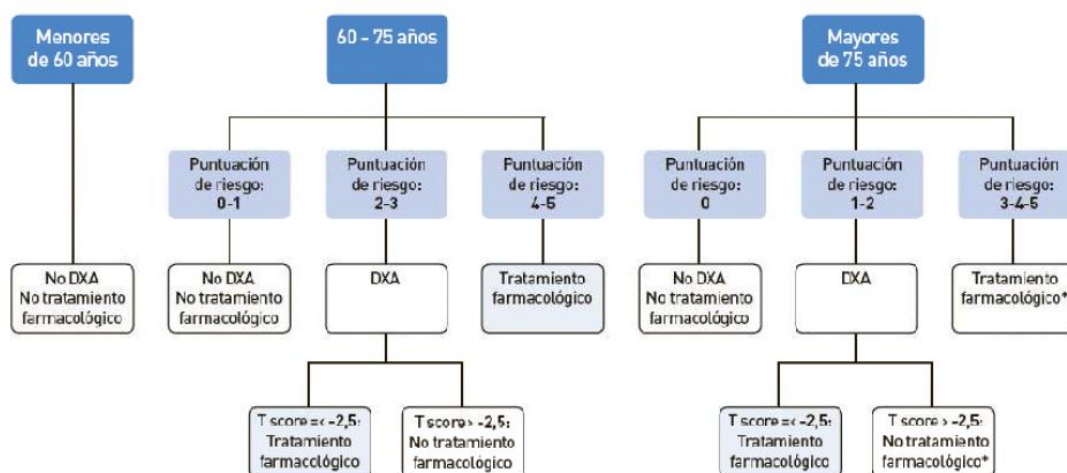 Menores
de 60 años
60 – 75 años
Mayores
de 75 años
Puntuación
de riesgo:
0-1
Puntuación
de riesgo:
2-3
Puntuación
de riesgo:
4-5
Puntuación
de riesgo:
0
Puntuación
de riesgo:
1-2
Puntuación
de riesgo:
3-4-5
No DXA
No tratamiento
farmacológico
No DXA
No tratamiento
farmacológico
DXA
Tratamiento
farmacológico
No DXA
No tratamiento
farmacológico
DXA
Tratamiento
farmacológico*
T score =< -2,5:
Tratamiento
farmacológico
T score > -2,5:
No tratamiento
farmacológico
T score =< -2,5:
Tratamiento
farmacológico
T score > -2,5:
No tratamiento
farmacológico*